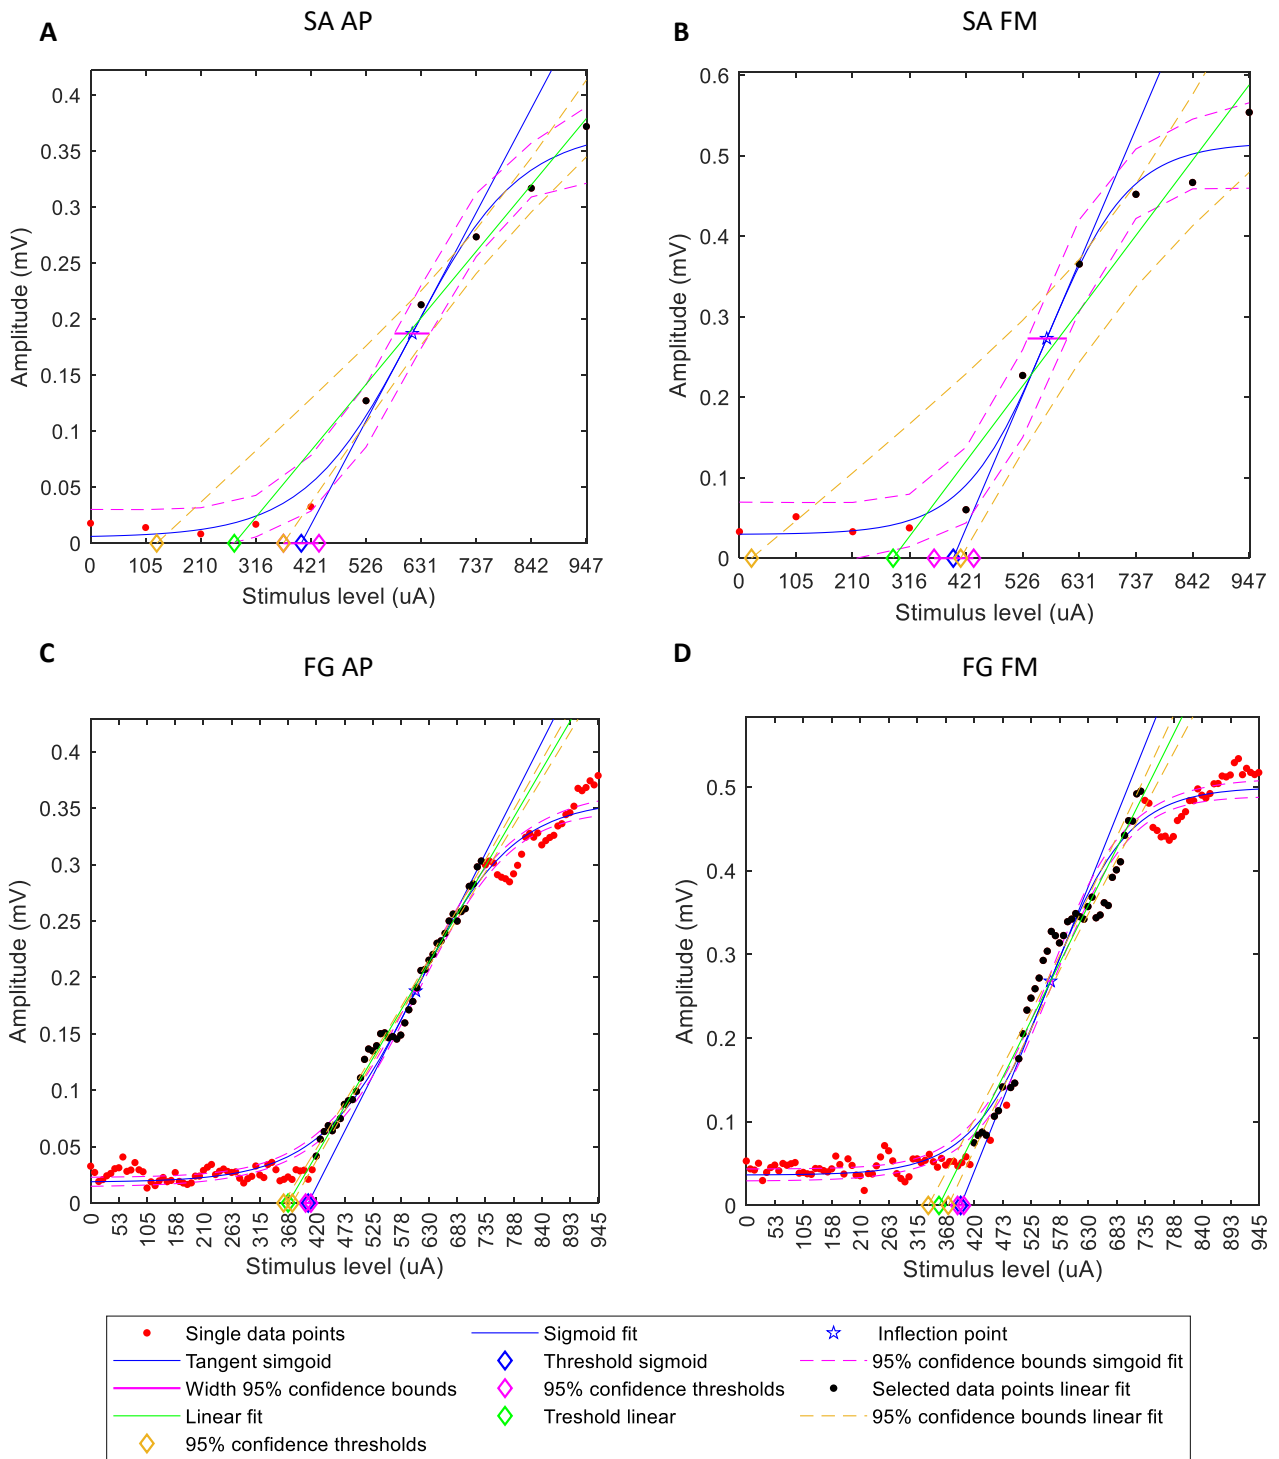 A
SA AP
0.4
0.35
0.3
0.25
0.2
0.15
0.1
0.05
0
Amplitude (mV)
0 105 210 316 421 526 631 737 842 947
Stimulus level (uA)
B
SA FM
0.6
0.5
0.4
0.3
0.2
0.1
0
Amplitude (mV)
0 105 210 316 421 526 631 737 842 947
Stimulus level (uA)
C
FG AP
0.4
0.35
0.3
0.25
0.2
0.15
0.1
0.05
0
Amplitude (mV)
0 53 105 158 210 263 315 368 420 473 525 578 630 683 735 788 840 893 945
Stimulus level (uA)
D
FG FM
0.5
0.4
0.3
0.2
0.1
0
Amplitude (mV)
0 53 105 158 210 263 315 368 420 473 525 578 630 683 735 788 840 893 945
Stimulus level (uA)
Single data points Sigmoid fit Inflection point
Tangent simgoid Threshold sigmoid 95% confidence bounds simgoid fit
Width 95% confidence bounds 95% confidence thresholds Selected data points linear fit
Linear fit Treshold linear 95% confidence bounds linear fit
95% confidence thresholds